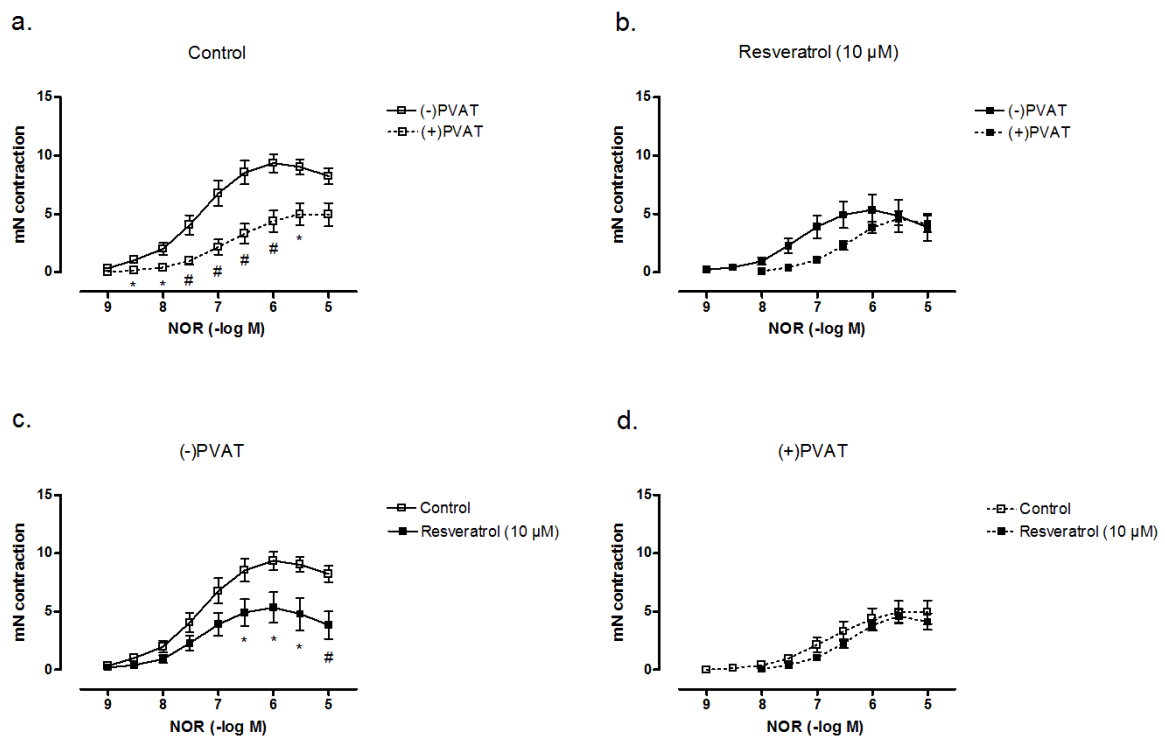 a.
Control
15
10
5
0
mN contraction
(-)PVAT
(+)PVAT
* * # # # # *
9 8 7 6 5
NOR (-log M)
b.
Resveratrol (10 µM)
15
10
5
0
mN contraction
(-)PVAT
(+)PVAT
9 8 7 6 5
NOR (-log M)
c.
(-)PVAT
15
10
5
0
mN contraction
Control
Resveratrol (10 µM)
* * * #
9 8 7 6 5
NOR (-log M)
d.
(+)PVAT
15
10
5
0
mN contraction
Control
Resveratrol (10 µM)
9 8 7 6 5
NOR (-log M)